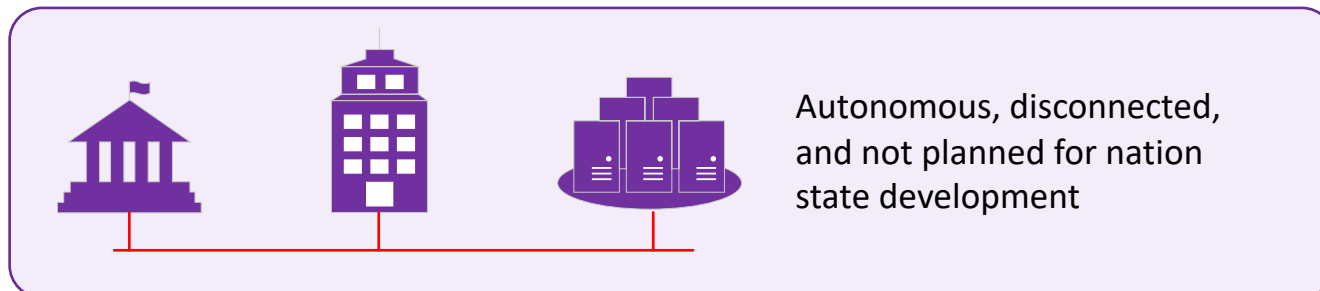 Autonomous, disconnected,
and not planned for nation
state development